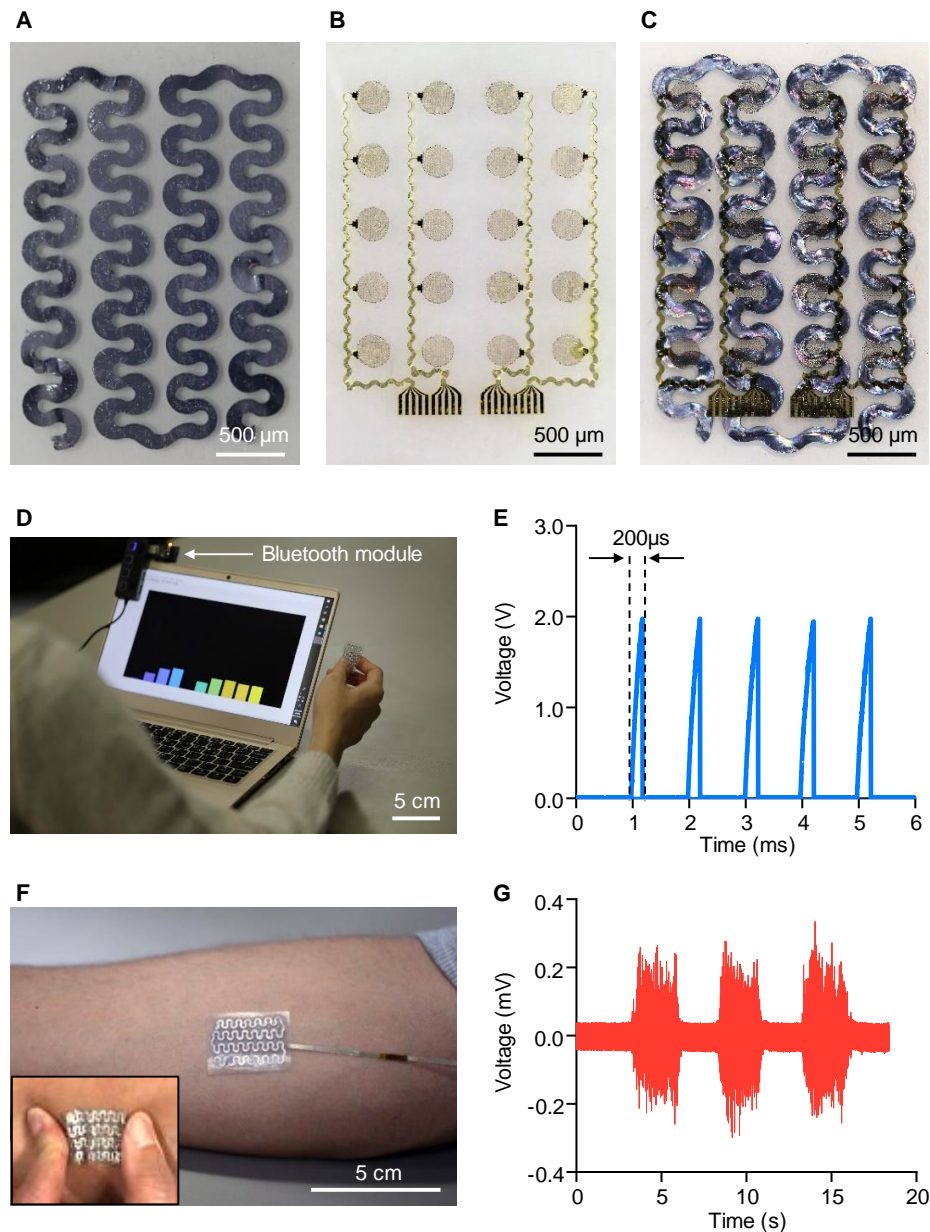 A
B
C
500 µm
500 µm
500 µm
D
Bluetooth module
5 cm
E
3.0
2.0
1.0
0.0
Voltage (V)
200µs
0 1 2 3 4 5 6
Time (ms)
F
5 cm
G
0.4
0.2
0.0
-0.2
-0.4
Voltage (mV)
0 5 10 15 20
Time (s)